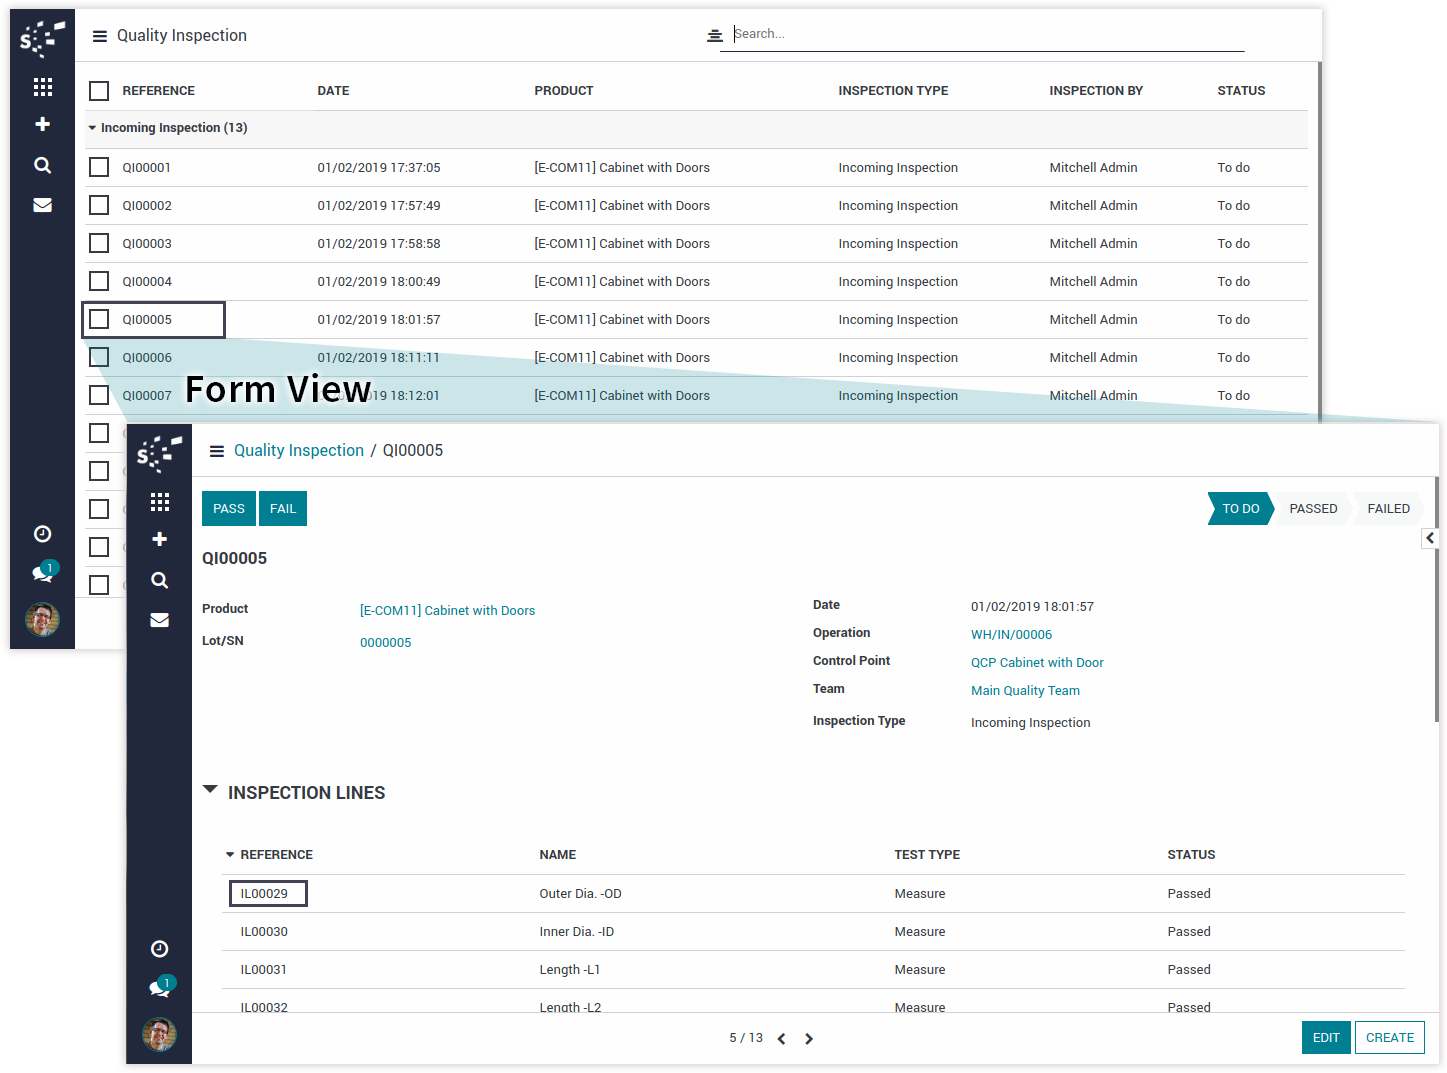 Quality Inspection
Search...
REFERENCE DATE PRODUCT INSPECTION TYPE INSPECTION BY STATUS
Incoming Inspection (13)
QI00001 01/02/2019 17:37:05 [E-COM11] Cabinet with Doors Incoming Inspection Mitchell Admin To do
QI00002 01/02/2019 17:57:49 [E-COM11] Cabinet with Doors Incoming Inspection Mitchell Admin To do
QI00003 01/02/2019 17:58:58 [E-COM11] Cabinet with Doors Incoming Inspection Mitchell Admin To do
QI00004 01/02/2019 18:00:49 [E-COM11] Cabinet with Doors Incoming Inspection Mitchell Admin To do
QI00005 01/02/2019 18:01:57 [E-COM11] Cabinet with Doors Incoming Inspection Mitchell Admin To do
QI00006 01/02/2019 18:11:11 [E-COM11] Cabinet with Doors Incoming Inspection Mitchell Admin To do
QI00007 01/02/2019 18:12:01 [E-COM11] Cabinet with Doors Incoming Inspection Mitchell Admin To do
Form View
1
Quality Inspection / QI00005
PASS FAIL TO DO PASSED FAILED
QI00005
Product [E-COM11] Cabinet with Doors
Lot/SN 0000005
Date 01/02/2019 18:01:57
Operation WH/IN/00006
Control Point QCP Cabinet with Door
Team Main Quality Team
Inspection Type Incoming Inspection
INSPECTION LINES
REFERENCE NAME TEST TYPE STATUS
IL00029 Outer Dia. -OD Measure Passed
IL00030 Inner Dia. -ID Measure Passed
IL00031 Length -L1 Measure Passed
IL00032 Length -L2 Measure Passed
1
5 / 13
EDIT CREATE